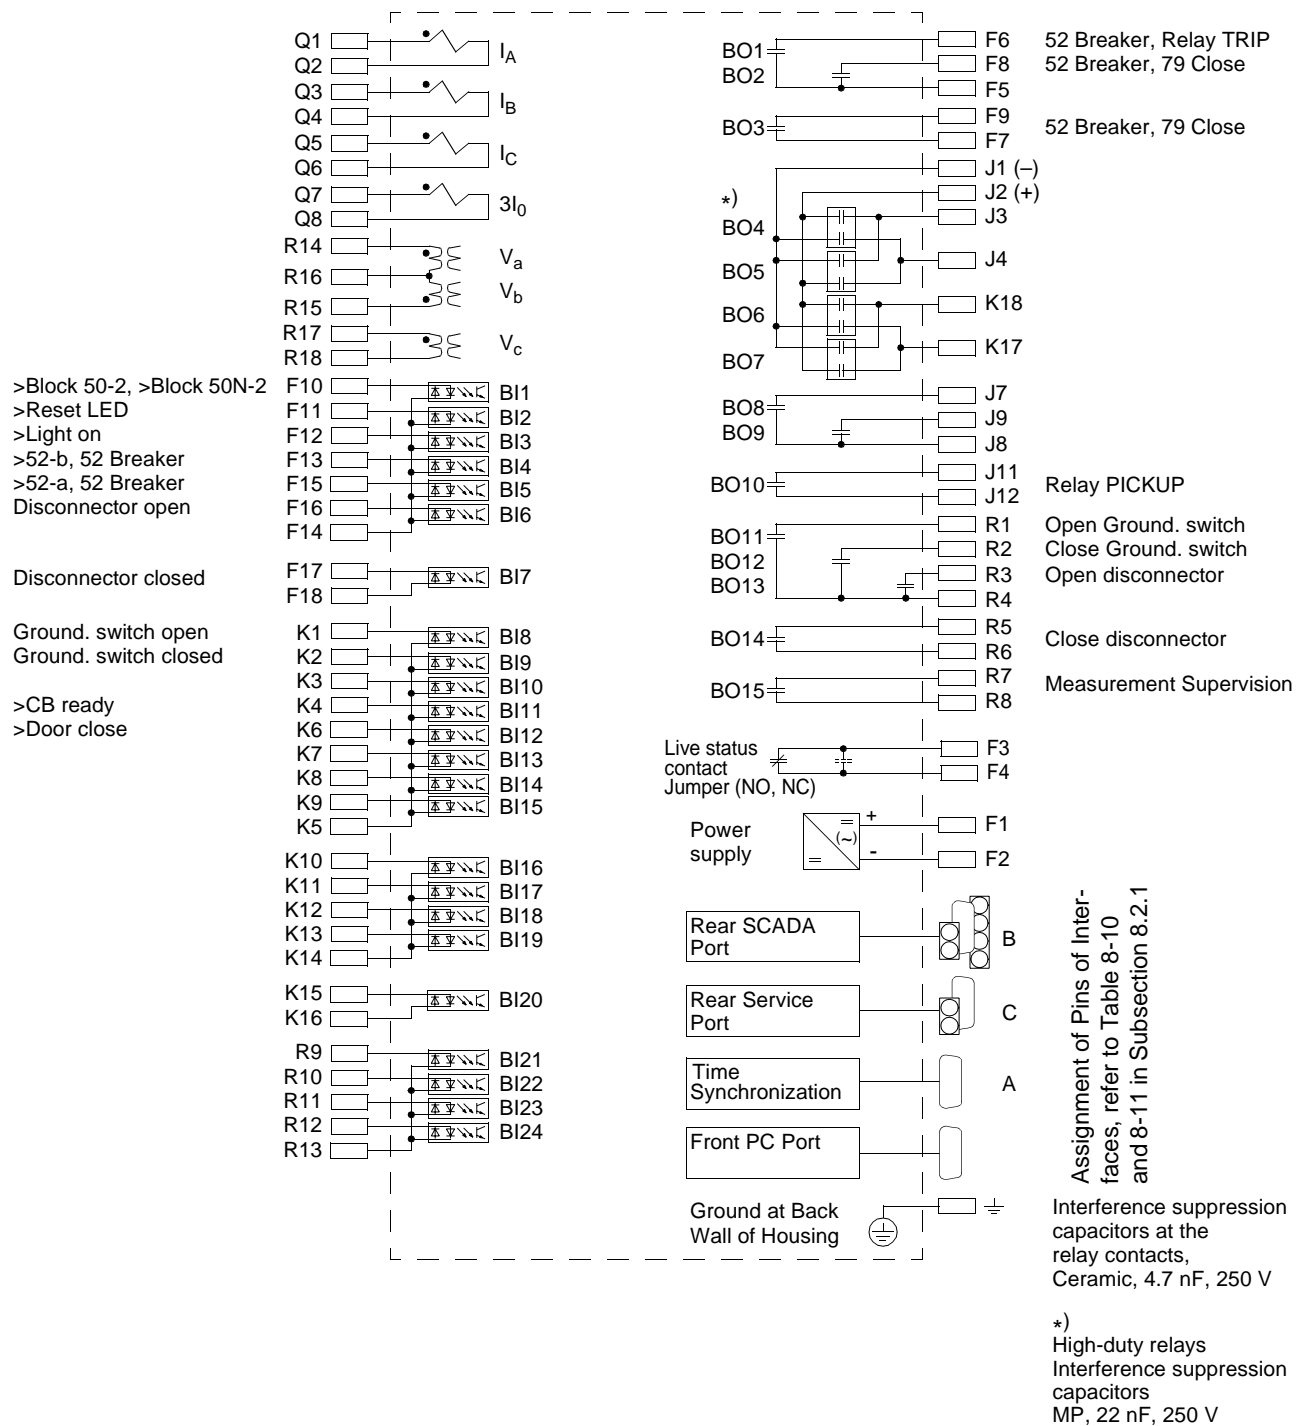 Q1
Q2
I_A
Q3
Q4
I_B
Q5
Q6
I_C
Q7
Q8
3I_0
R14
V_a
R16
V_b
R15
R17
V_c
R18
>Block 50-2, >Block 50N-2 F10 BI1
>Reset LED F11 BI2
>Light on F12 BI3
>52-b, 52 Breaker F13 BI4
>52-a, 52 Breaker F15 BI5
Disconnector open F16 BI6
F14
Disconnector closed F17 BI7
F18
Ground. switch open K1 BI8
Ground. switch closed K2 BI9
K3 BI10
>CB ready K4 BI11
>Door close K6 BI12
K7 BI13
K8 BI14
K9 BI15
K5
K10 BI16
K11 BI17
K12 BI18
K13 BI19
K14
K15 BI20
K16
R9 BI21
R10 BI22
R11 BI23
R12 BI24
R13
BO1 F6 52 Breaker, Relay TRIP
BO2 F8 52 Breaker, 79 Close
F5
F9
BO3 52 Breaker, 79 Close
F7
J1 (–)
J2 (+)
*)
J3
BO4
J4
BO5
K18
BO6
K17
BO7
J7
BO8
J9
BO9
J8
J11
BO10 Relay PICKUP
J12
R1 Open Ground. switch
BO11
R2 Close Ground. switch
BO12
R3 Open disconnector
BO13
R4
R5
BO14 Close disconnector
R6
R7
BO15 Measurement Supervision
R8
Live status
contact
Jumper (NO, NC)
F3
F4
Power
supply
+
(~)
-
=
=
F1
F2
Rear SCADA
Port
B
Rear Service
Port
C
Time
Synchronization
A
Front PC Port
Assignment of Pins of Inter-
faces, refer to Table 8-10
and 8-11 in Subsection 8.2.1
Ground at Back
Wall of Housing
Interference suppression
capacitors at the
relay contacts,
Ceramic, 4.7 nF, 250 V
*)
High-duty relays
Interference suppression
capacitors
MP, 22 nF, 250 V